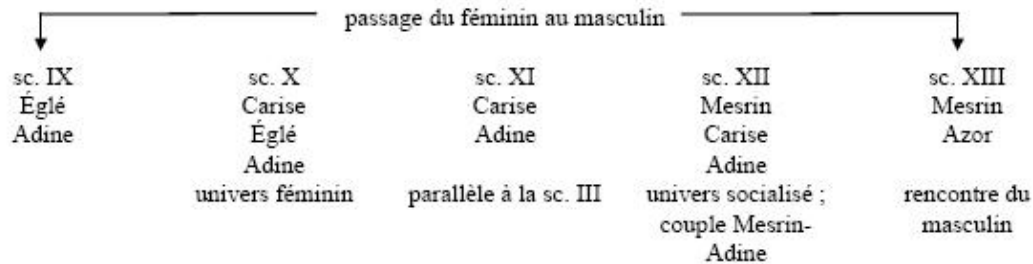 passage du féminin au masculin
sc. IX sc. X sc. XI sc. XII sc. XIII
Églé Carise Carise Mesrin Mesrin
Adine Églé Adine Carise Azor
Adine Adine
univers féminin parallèle à la sc. III univers socialisé ; rencontre du
couple Mesrin- masculin
Adine